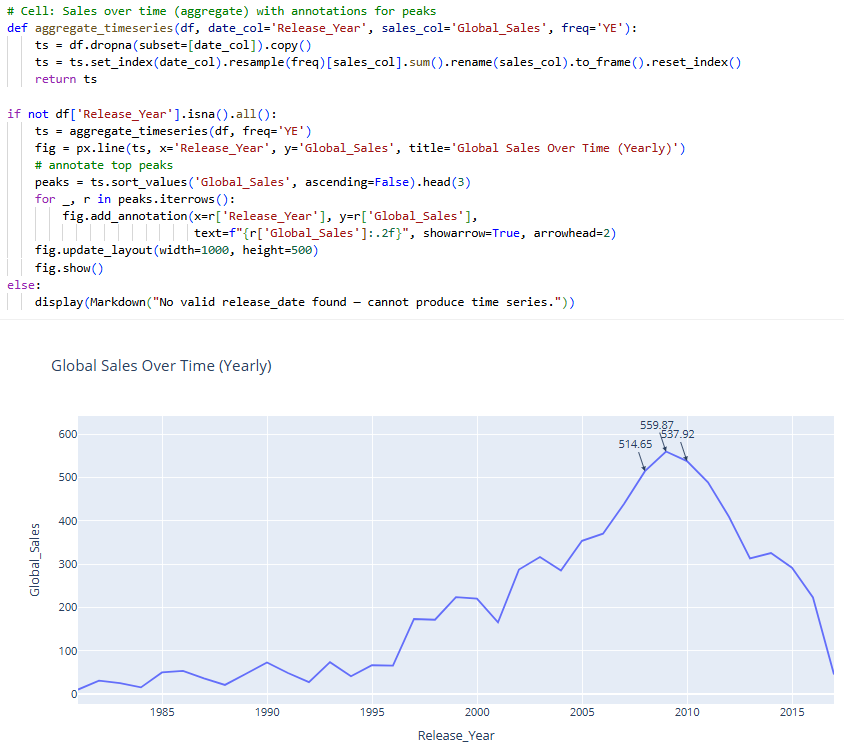 # Cell: Sales over time (aggregate) with annotations for peaks
def aggregate_timeseries(df, date_col='Release_Year', sales_col='Global_Sales', freq='YE'):
    ts = df.dropna(subset=[date_col]).copy()
    ts = ts.set_index(date_col).resample(freq)[sales_col].sum().rename(sales_col).to_frame().reset_index()
    return ts

if not df['Release_Year'].isna().all():
    ts = aggregate_timeseries(df, freq='YE')
    fig = px.line(ts, x='Release_Year', y='Global_Sales', title='Global Sales Over Time (Yearly)')
    # annotate top peaks
    peaks = ts.sort_values('Global_Sales', ascending=False).head(3)
    for _, r in peaks.iterrows():
        fig.add_annotation(x=r['Release_Year'], y=r['Global_Sales'],
                           text=f"{r['Global_Sales']:.2f}", showarrow=True, arrowhead=2)
    fig.update_layout(width=1000, height=500)
    fig.show()
else:
    display(Markdown("No valid release_date found — cannot produce time series."))
Global Sales Over Time (Yearly)
559.87
537.92
514.65
600
500
400
300
200
100
0
Global_Sales
1985
1990
1995
2000
2005
2010
2015
Release_Year